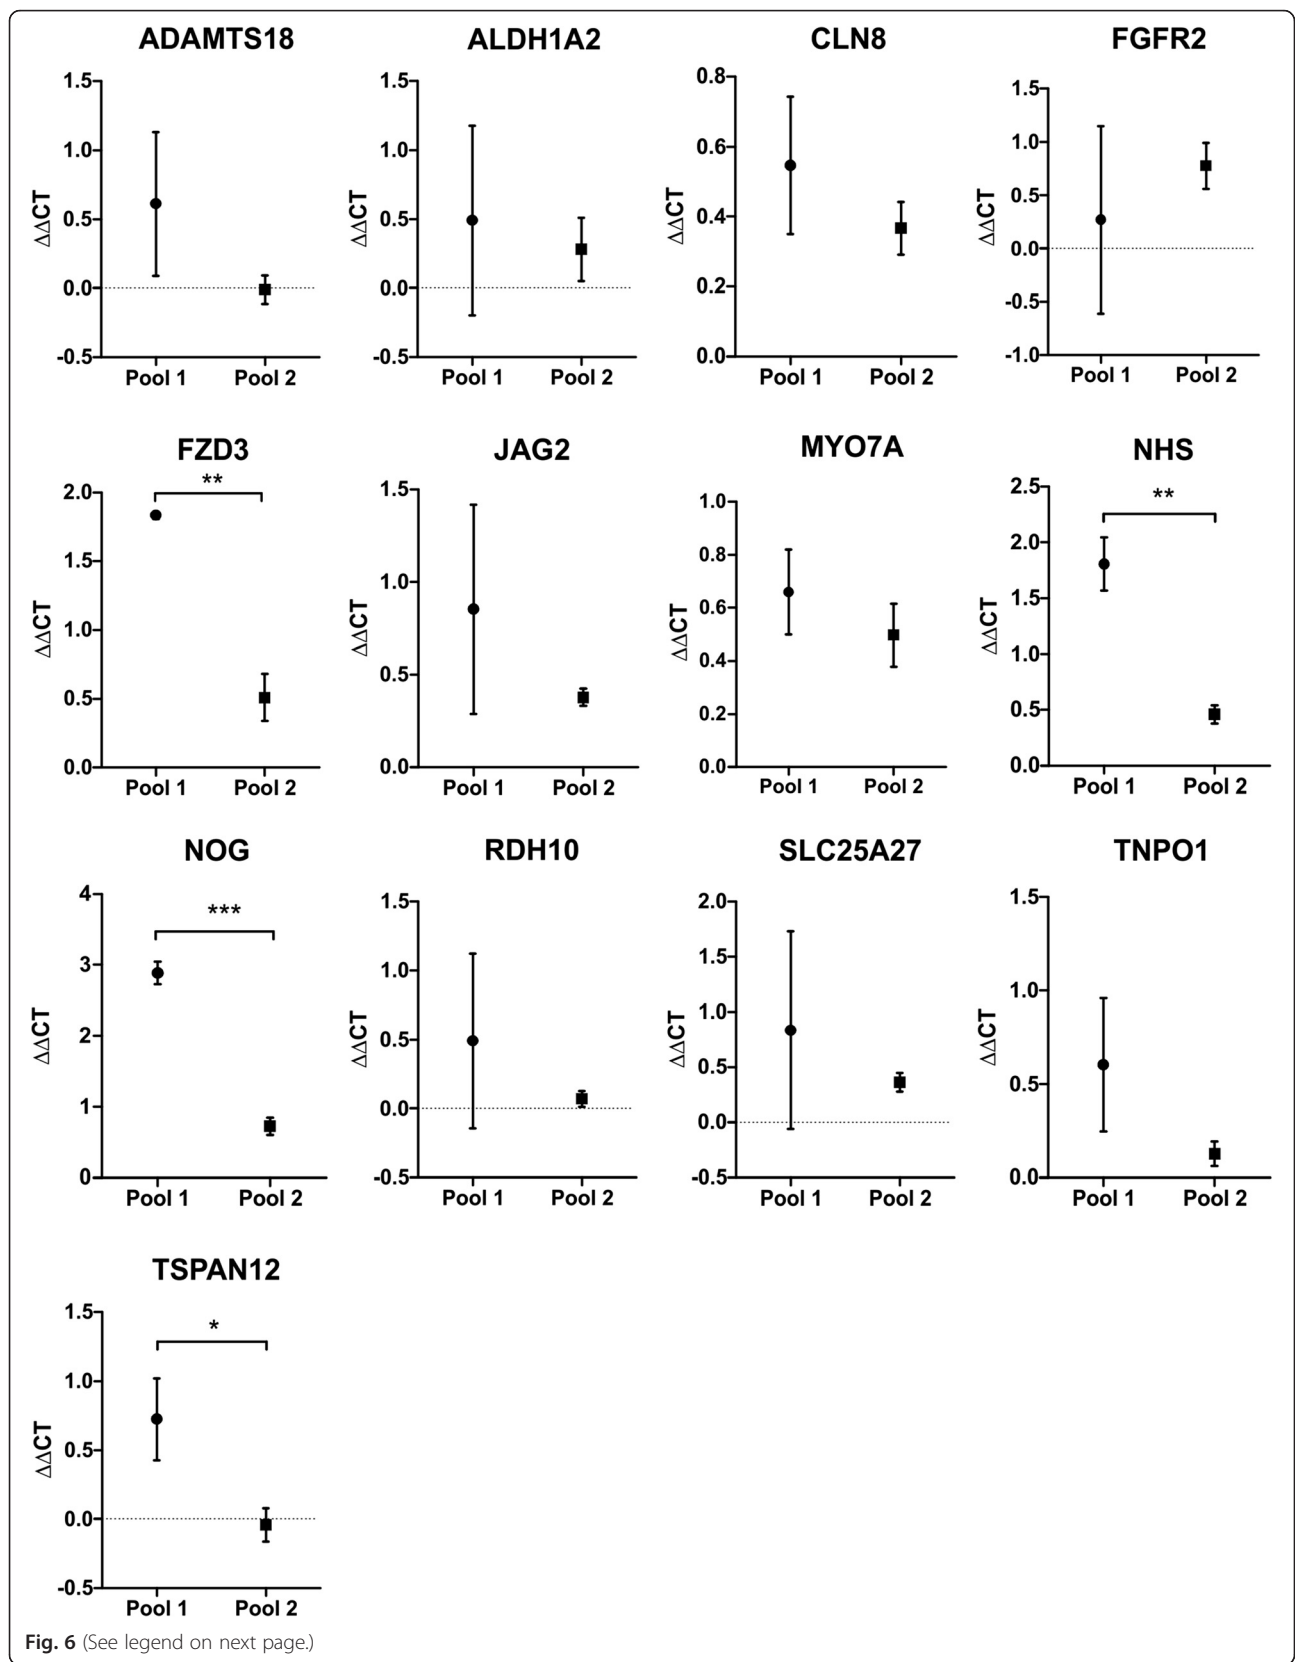 ADAMTS18
ΔΔCT
1.5
1.0
0.5
0.0
-0.5
Pool 1 Pool 2
ALDH1A2
ΔΔCT
1.5
1.0
0.5
0.0
-0.5
Pool 1 Pool 2
CLN8
ΔΔCT
0.8
0.6
0.4
0.2
0.0
Pool 1 Pool 2
FGFR2
ΔΔCT
1.5
1.0
0.5
0.0
-0.5
-1.0
Pool 1 Pool 2
FZD3
**
ΔΔCT
2.0
1.5
1.0
0.5
0.0
Pool 1 Pool 2
JAG2
ΔΔCT
1.5
1.0
0.5
0.0
Pool 1 Pool 2
MYO7A
ΔΔCT
1.0
0.8
0.6
0.4
0.2
0.0
Pool 1 Pool 2
NHS
**
ΔΔCT
2.5
2.0
1.5
1.0
0.5
0.0
Pool 1 Pool 2
NOG
***
ΔΔCT
4
3
2
1
0
Pool 1 Pool 2
RDH10
ΔΔCT
1.5
1.0
0.5
0.0
-0.5
Pool 1 Pool 2
SLC25A27
ΔΔCT
2.0
1.5
1.0
0.5
0.0
-0.5
Pool 1 Pool 2
TNPO1
ΔΔCT
1.5
1.0
0.5
0.0
Pool 1 Pool 2
TSPAN12
*
ΔΔCT
1.5
1.0
0.5
0.0
-0.5
Pool 1 Pool 2
Fig. 6 (See legend on next page.)